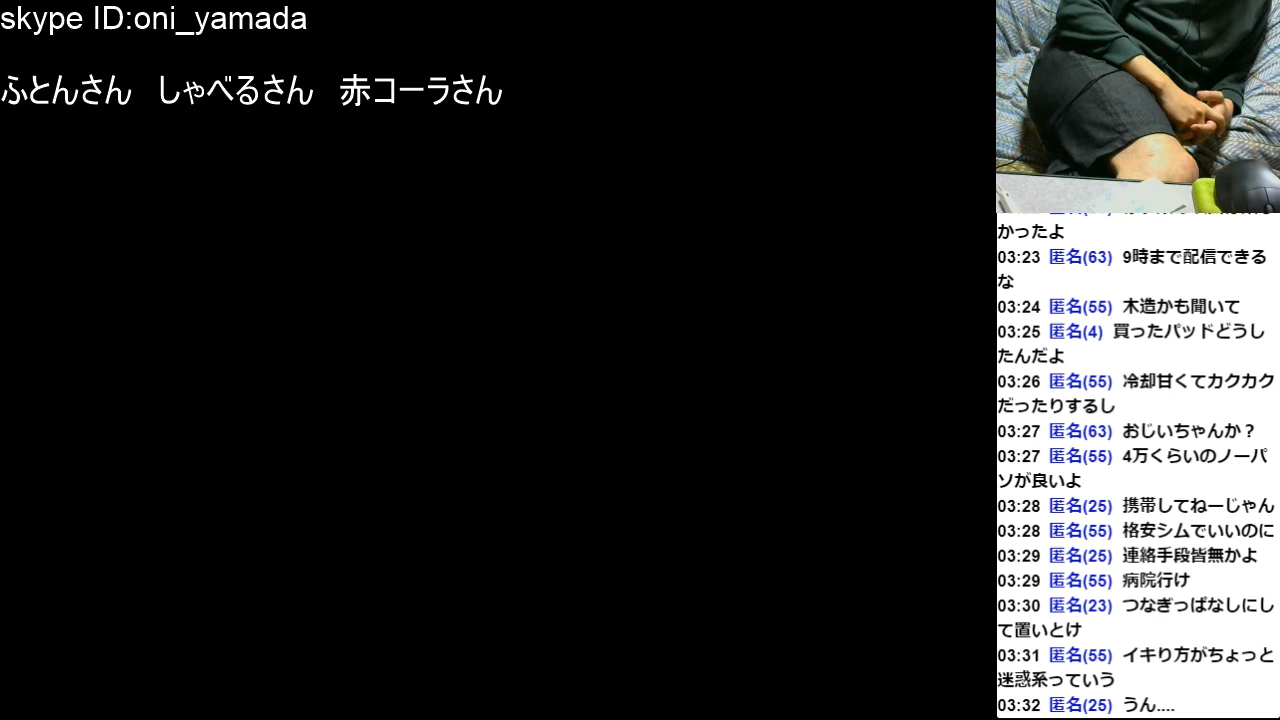 skype ID:oni_yamada
ふとんさん　しゃべるさん　赤コーラさん
かったよ
03:23 匿名(63) 9時まで配信できる
な
03:24 匿名(55) 木造かも聞いて
03:25 匿名(4) 買ったパッドどうし
たんだよ
03:26 匿名(55) 冷却甘くてカクカク
だったりするし
03:27 匿名(63) おじいちゃんか？
03:27 匿名(55) 4万くらいのノーパ
ソが良いよ
03:28 匿名(25) 携帯してねーじゃん
03:28 匿名(55) 格安シムでいいのに
03:29 匿名(25) 連絡手段皆無かよ
03:29 匿名(55) 病院行け
03:30 匿名(23) つなぎっぱなしにし
て置いとけ
03:31 匿名(55) イキり方がちょっと
迷惑系っていう
03:32 匿名(25) うん....